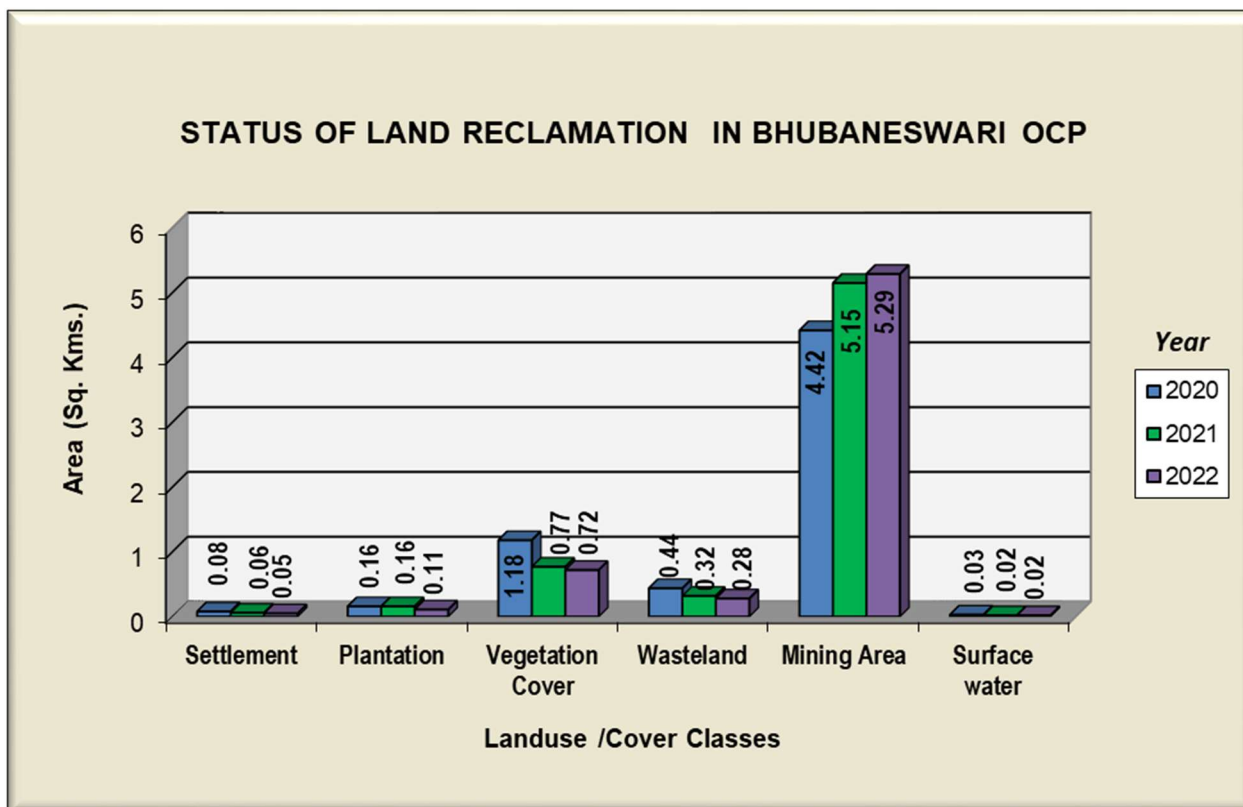 STATUS OF LAND RECLAMATION IN BHUBANESWARI OCP
Area (Sq. Kms.)
6
5
4
3
2
1
0
0.08
0.06
0.05
0.16
0.16
0.11
1.18
0.77
0.72
0.44
0.32
0.28
4.42
5.15
5.29
0.03
0.02
0.02
Settlement
Plantation
Vegetation
Cover
Wasteland
Mining Area
Surface
water
Landuse /Cover Classes
Year
2020
2021
2022